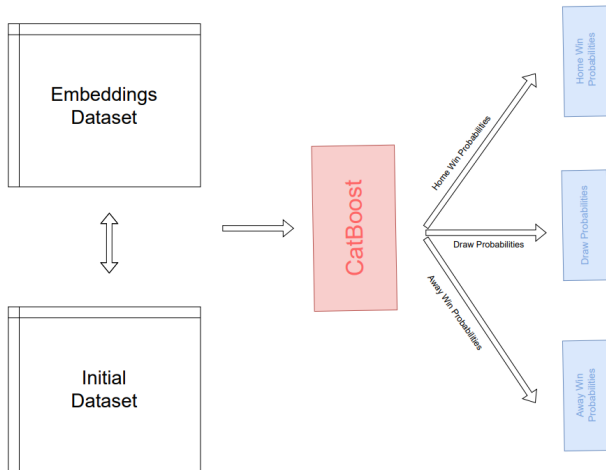 Embeddings
Dataset
Initial
Dataset
CatBoost
Home Win Probabilities
Draw Probabilities
Away Win Probabilities
Home Win
Probabilities
Draw Probabilities
Away Win
Probabilities